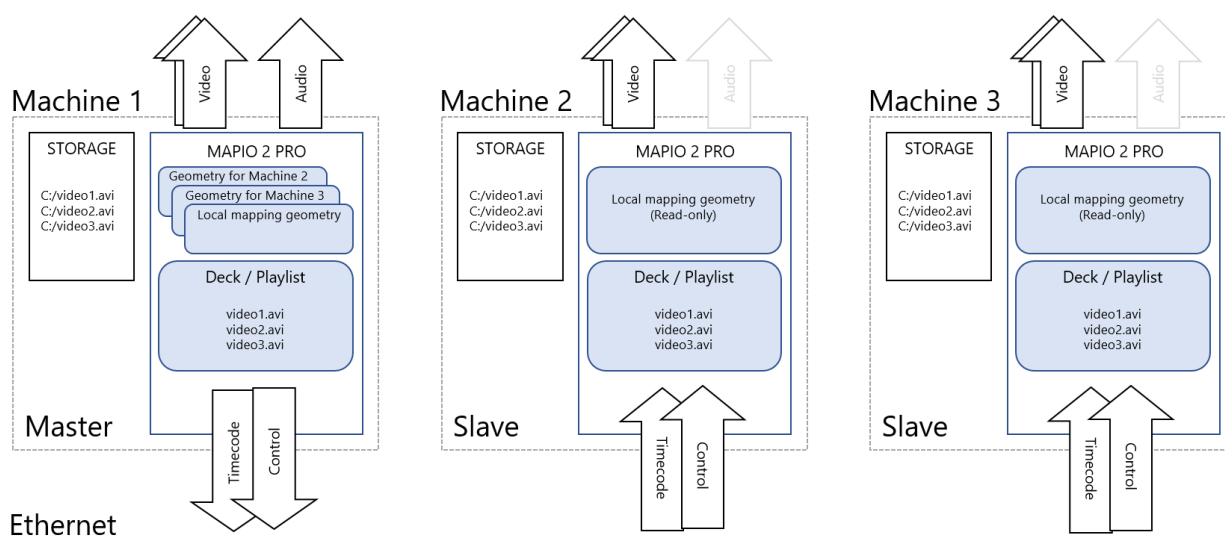 Video
Audio
Machine 1
STORAGE
C:/video1.avi
C:/video2.avi
C:/video3.avi
MAPIO 2 PRO
Geometry for Machine 2
Geometry for Machine 3
Local mapping geometry
Deck / Playlist
video1.avi
video2.avi
video3.avi
Master
Timecode
Control
Video
Audio
Machine 2
STORAGE
C:/video1.avi
C:/video2.avi
C:/video3.avi
MAPIO 2 PRO
Local mapping geometry
(Read-only)
Deck / Playlist
video1.avi
video2.avi
video3.avi
Slave
Timecode
Control
Video
Audio
Machine 3
STORAGE
C:/video1.avi
C:/video2.avi
C:/video3.avi
MAPIO 2 PRO
Local mapping geometry
(Read-only)
Deck / Playlist
video1.avi
video2.avi
video3.avi
Slave
Timecode
Control
Ethernet